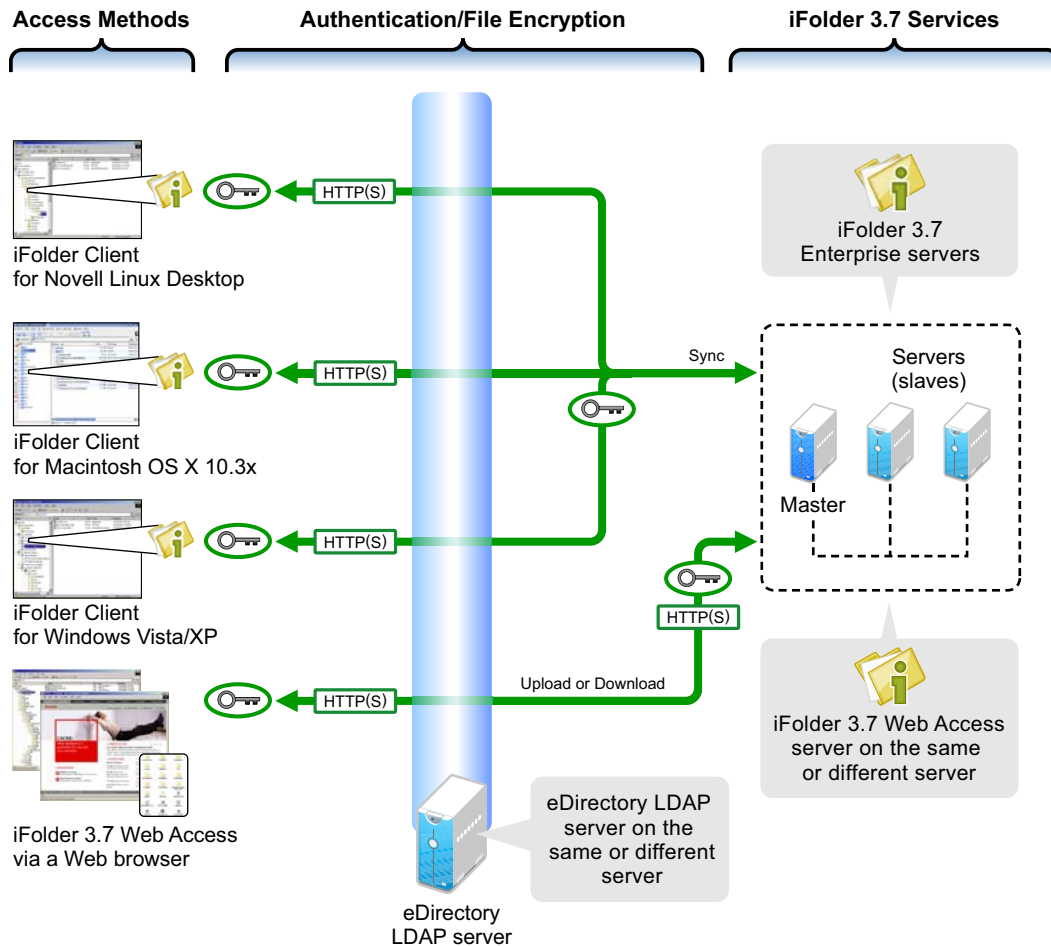 Access Methods
Authentication/File Encryption
iFolder 3.7 Services
HTTP(S)
iFolder Client
for Novell Linux Desktop
iFolder 3.7
Enterprise servers
HTTP(S)
Sync
iFolder Client
for Macintosh OS X 10.3x
Servers
(slaves)
Master
HTTP(S)
iFolder Client
for Windows Vista/XP
HTTP(S)
HTTP(S)
Upload or Download
iFolder 3.7 Web Access
via a Web browser
iFolder 3.7 Web Access
server on the same
or different server
eDirectory LDAP
server on the
same or different
server
eDirectory
LDAP server